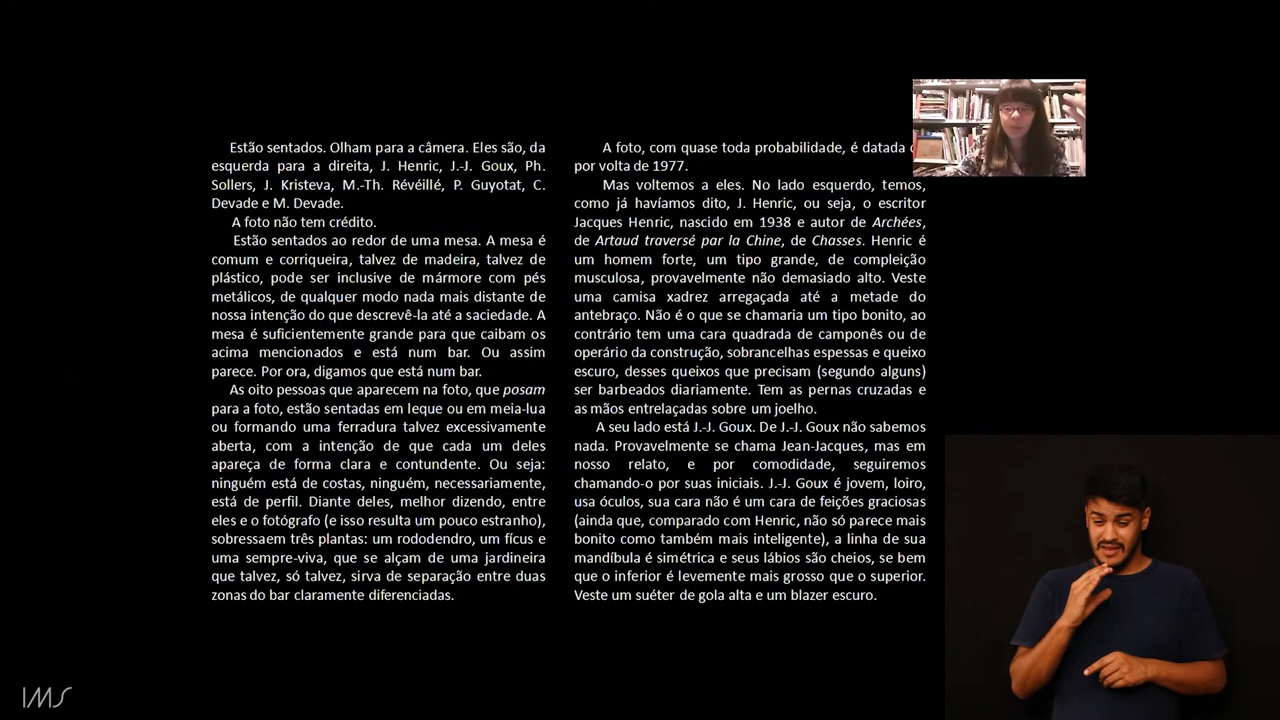 Estão sentados. Olham para a câmera. Eles são, da
esquerda para a direita, J. Henric, J.-J. Goux, Ph.
Sollers, J. Kristeva, M.-Th. Révéillé, P. Guyotat, C.
Devade e M. Devade.
A foto não tem crédito.
Estão sentados ao redor de uma mesa. A mesa é
comum e corriqueira, talvez de madeira, talvez de
plástico, pode ser inclusive de mármore com pés
metálicos, de qualquer modo nada mais distante de
nossa intenção do que descrevê-la até a saciedade. A
mesa é suficientemente grande para que caibam os
acima mencionados e está num bar. Ou assim
parece. Por ora, digamos que está num bar.
As oito pessoas que aparecem na foto, que posam
para a foto, estão sentadas em leque ou em meia-lua
ou formando uma ferradura talvez excessivamente
aberta, com a intenção de que cada um deles
apareça de forma clara e contundente. Ou seja:
ninguém está de costas, ninguém, necessariamente,
está de perfil. Diante deles, melhor dizendo, entre
eles e o fotógrafo (e isso resulta um pouco estranho),
sobressaem três plantas: um rododendro, um fícus e
uma sempre-viva, que se alçam de uma jardineira
que talvez, só talvez, sirva de separação entre duas
zonas do bar claramente diferenciadas.
A foto, com quase toda probabilidade, é datada
por volta de 1977.
Mas voltemos a eles. No lado esquerdo, temos,
como já havíamos dito, J. Henric, ou seja, o escritor
Jacques Henric, nascido em 1938 e autor de Archées,
de Artaud traversé par la Chine, de Chasses. Henric é
um homem forte, um tipo grande, de compleição
musculosa, provavelmente não demasiado alto. Veste
uma camisa xadrez arregaçada até a metade do
antebraço. Não é o que se chamaria um tipo bonito, ao
contrário tem uma cara quadrada de camponês ou de
operário da construção, sobrancelhas espessas e queixo
escuro, desses queixos que precisam (segundo alguns)
ser barbeados diariamente. Tem as pernas cruzadas e
as mãos entrelaçadas sobre um joelho.
A seu lado está J.-J. Goux. De J.-J. Goux não sabemos
nada. Provavelmente se chama Jean-Jacques, mas em
nosso relato, e por comodidade, seguiremos
chamando-o por suas iniciais. J.-J. Goux é jovem, loiro,
usa óculos, sua cara não é um cara de feições graciosas
(ainda que, comparado com Henric, não só parece mais
bonito como também mais inteligente), a linha de sua
mandíbula é simétrica e seus lábios são cheios, se bem
que o inferior é levemente mais grosso que o superior.
Veste um suéter de gola alta e um blazer escuro.
IMS